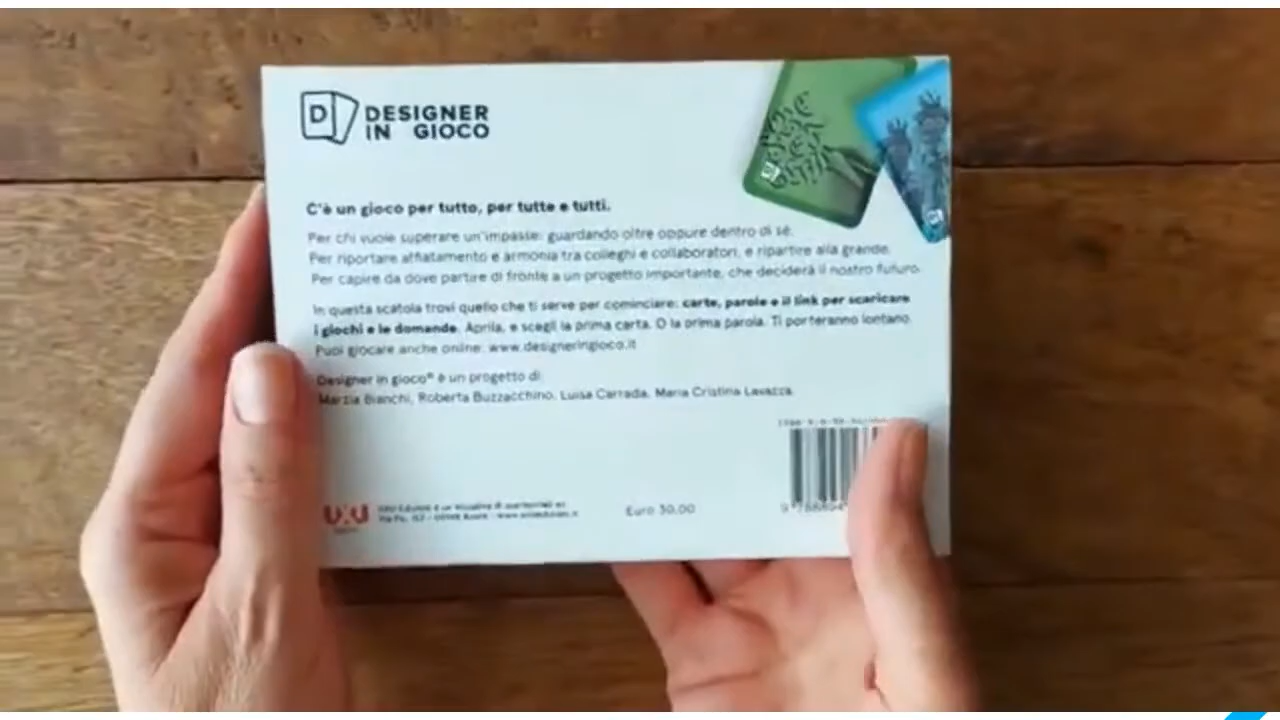 D
DESIGNER
IN GIOCO
C'è un gioco per tutto, per tutte e tutti.
Per chi vuole superare un'impasse: guardando oltre oppure dentro di sé.
Per riportare affiatamento e armonia tra colleghi e collaboratori, e ripartire alla grande.
Per capire da dove partire di fronte a un progetto importante, che deciderà il nostro futuro.
In questa scatola trovi quello che ti serve per cominciare: carte, parole e il link per scaricare
i giochi e le domande. Aprila, e scegli la prima carta. O la prima parola. Ti porteranno lontano.
Puoi giocare anche online: www.designeringioco.it
Designer in gioco® è un progetto di:
Marzia Bianchi, Roberta Buzzacchino, Luisa Carrada, Maria Cristina Lavazza.
Euro 30,00